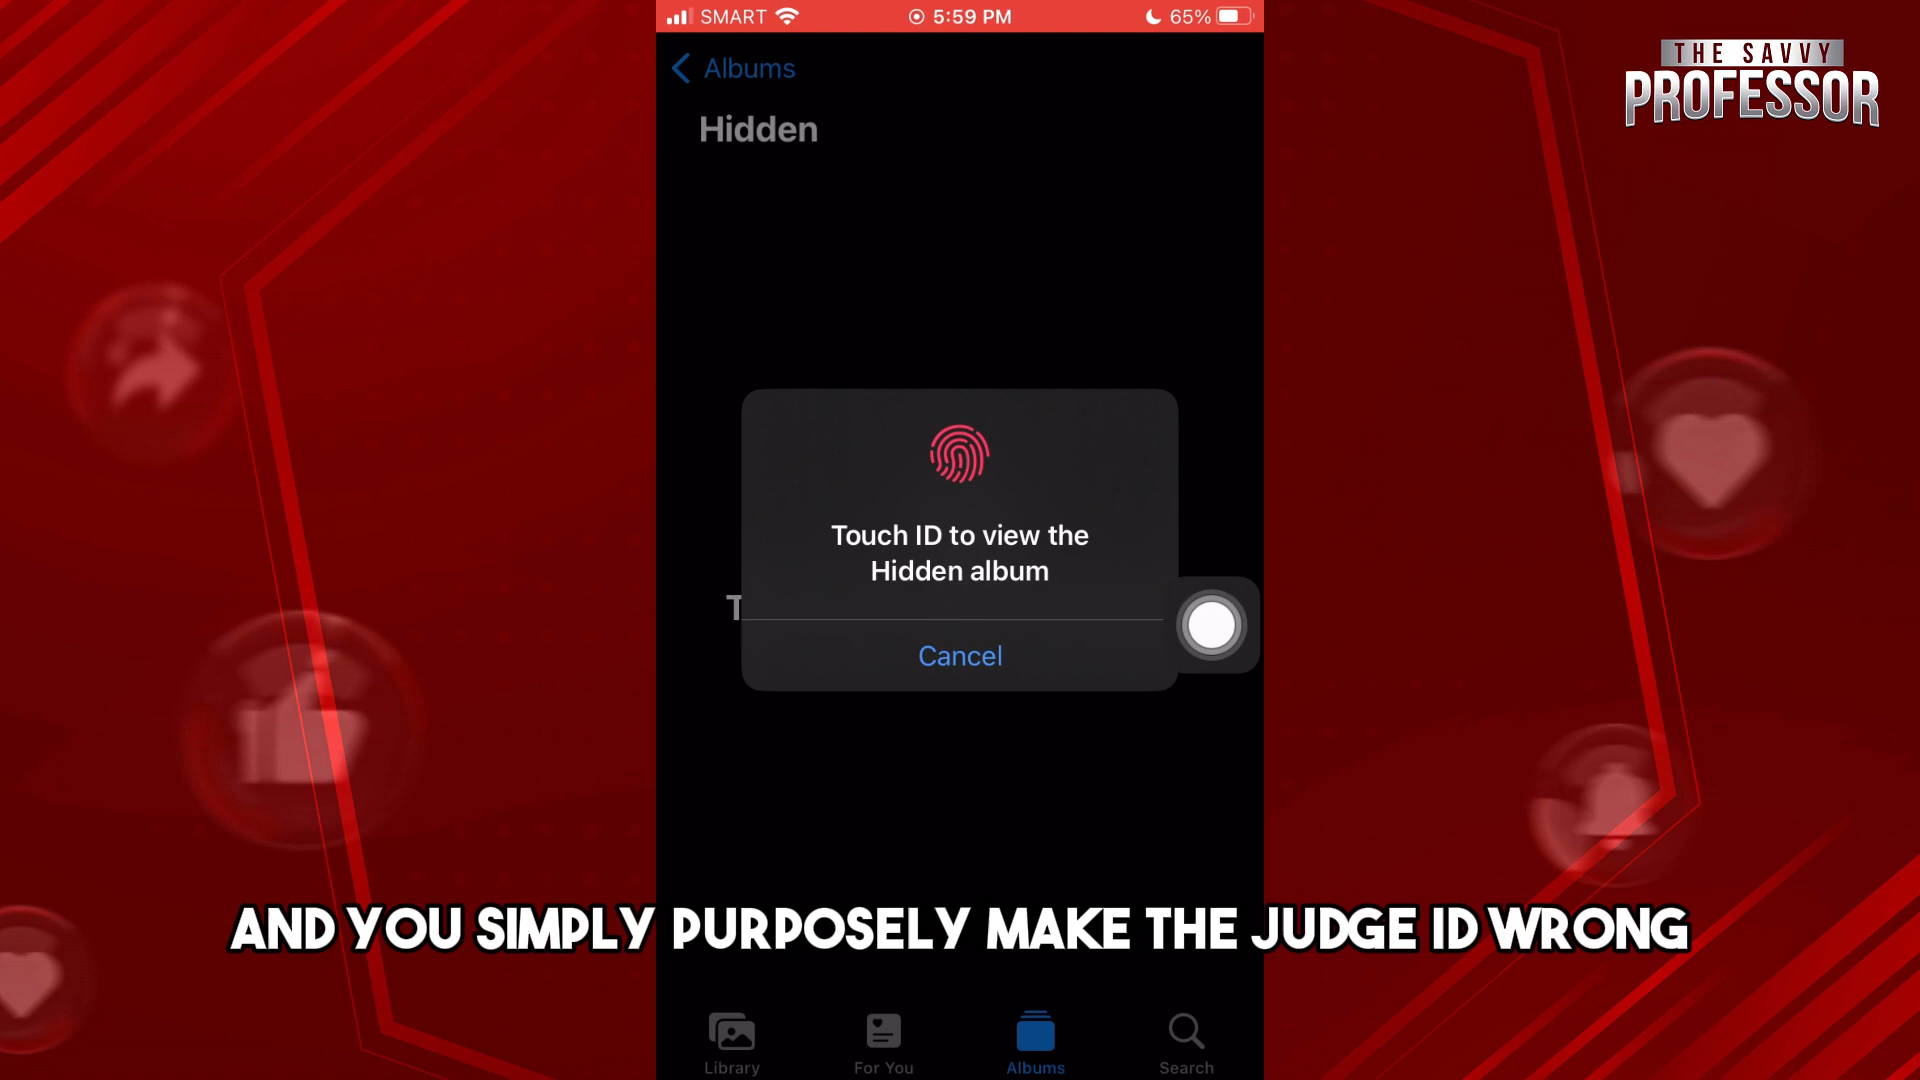 SMART 5:59 PM 65%
THE SAVVY
PROFESSOR
Albums
Hidden
Touch ID to view the
Hidden album
T
Cancel
AND YOU SIMPLY PURPOSELY MAKE THE JUDGE ID WRONG
Library For You Albums Search